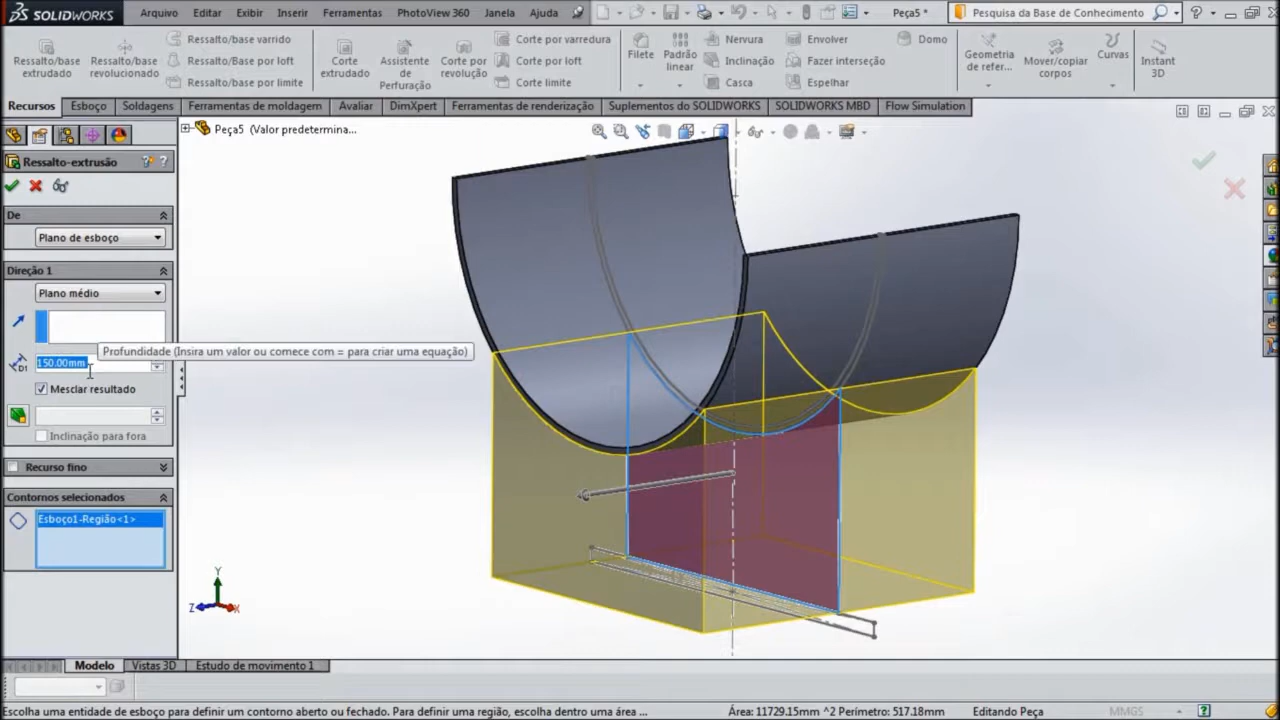 SOLIDWORKS Arquivo Editar Exibir Inserir Ferramentas PhotoView 360 Janela Ajuda Peça5 * Pesquisa da Base de Conhecimento
Ressalto/base extrudado
Ressalto/base revolucionado
Ressalto/base varrido
Ressalto/base por loft
Ressalto/base por limite
Corte extrudado
Assistente de Perfuração
Corte por revolução
Corte por varredura
Corte por loft
Corte limite
Filete
Padrão linear
Nervura
Inclinação
Casca
Envolver
Fazer interseção
Espelhar
Domo
Geometria de refer...
Mover/copiar corpos
Curvas
Instant 3D
Recursos Esboço Soldagens Ferramentas de moldagem Avaliar DimXpert Ferramentas de renderização Suplementos do SOLIDWORKS SOLIDWORKS MBD Flow Simulation
Peça5 (Valor predetermina...
Ressalto-extrusão
De
Plano de esboço
Direção 1
Plano médio
Profundidade (Insira um valor ou comece com = para criar uma equação)
150.00mm
D1
Mesclar resultado
Inclinação para fora
Recurso fino
Contornos selecionados
Esboço1-Região<1>
Y
Z X
Modelo Vistas 3D Estudo de movimento 1
Escolha uma entidade de esboço para definir um contorno aberto ou fechado. Para definir uma região, escolha dentro uma área ... Área: 11729.15mm ^2 Perímetro: 517.18mm Editando Peça MMGS